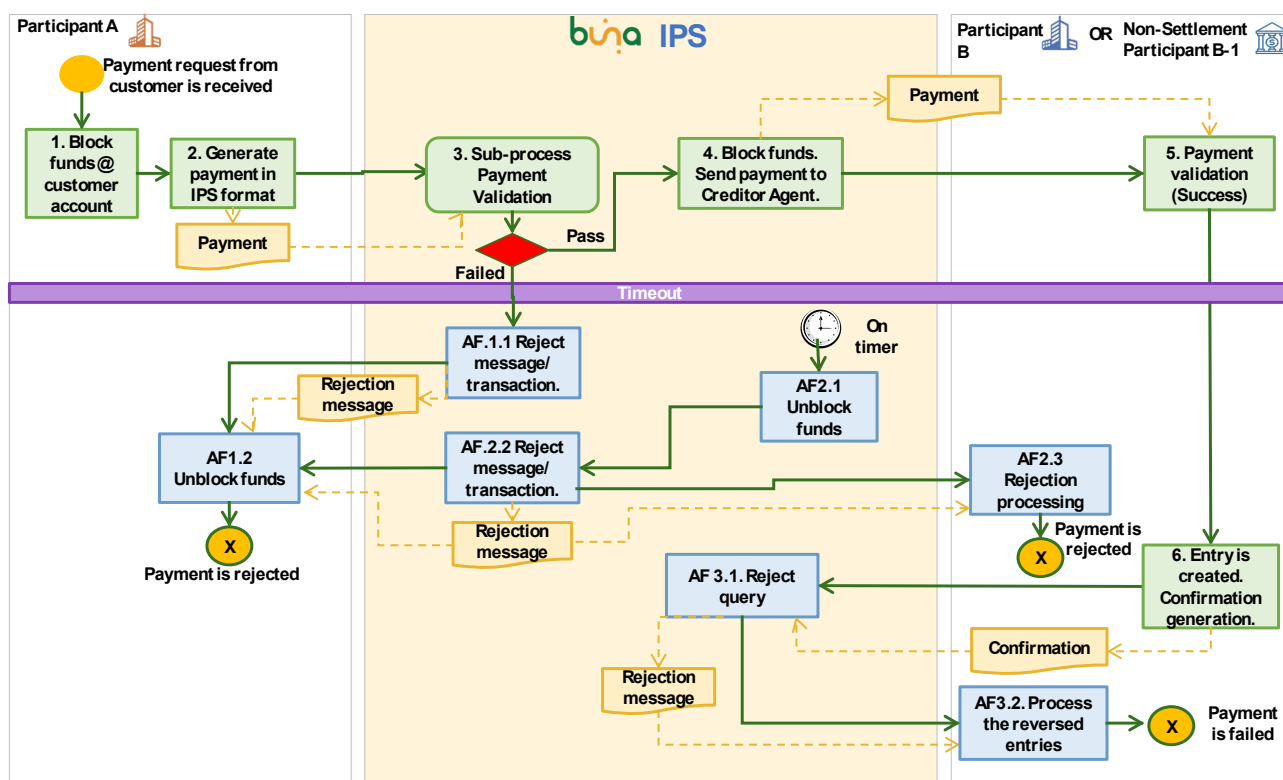 Participant A
buna IPS
Participant
B
OR
Non-Settlement
Participant B-1
Payment request from
customer is received
Payment
1. Block
funds @
customer
account
2. Generate
payment in
IPS format
3. Sub-process
Payment
Validation
4. Block funds.
Send payment to
Creditor Agent.
5. Payment
validation
(Success)
Payment
Pass
Failed
Timeout
AF.1.1 Reject
message/
transaction.
On
timer
Rejection
message
AF2.1
Unblock
funds
AF1.2
Unblock funds
AF.2.2 Reject
message/
transaction.
AF2.3
Rejection
processing
X
Payment is rejected
Rejection
message
X
Payment is
rejected
AF 3.1. Reject
query
6. Entry is
created.
Confirmation
generation.
Confirmation
Rejection
message
AF3.2. Process
the reversed
entries
X
Payment
is failed